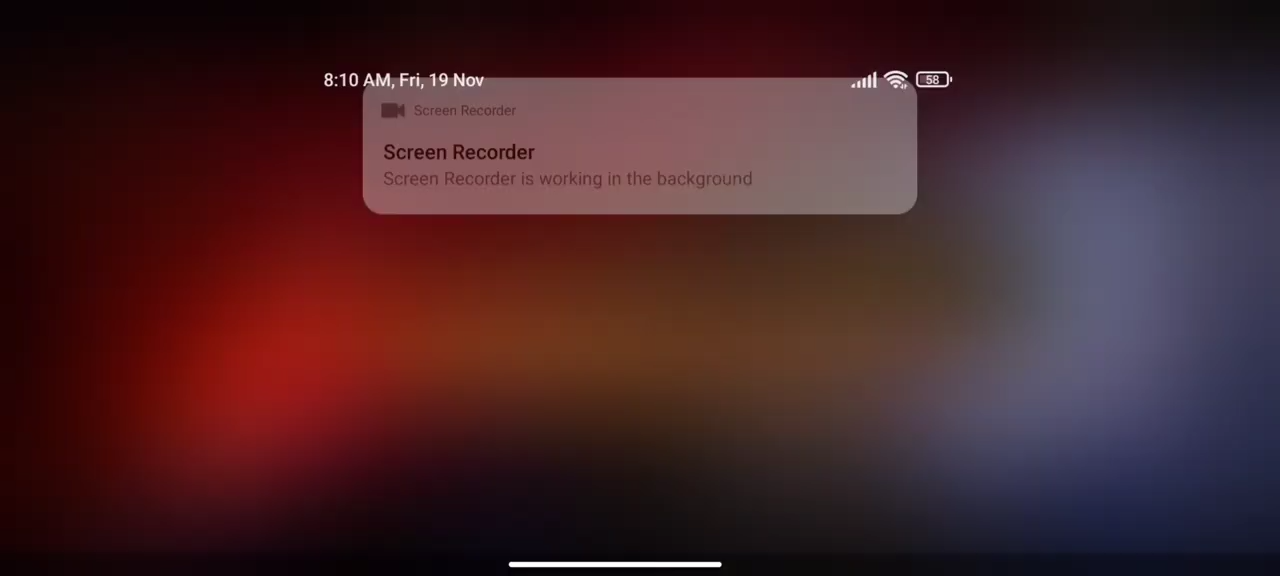 8:10 AM, Fri, 19 Nov
58
Screen Recorder
Screen Recorder
Screen Recorder is working in the background